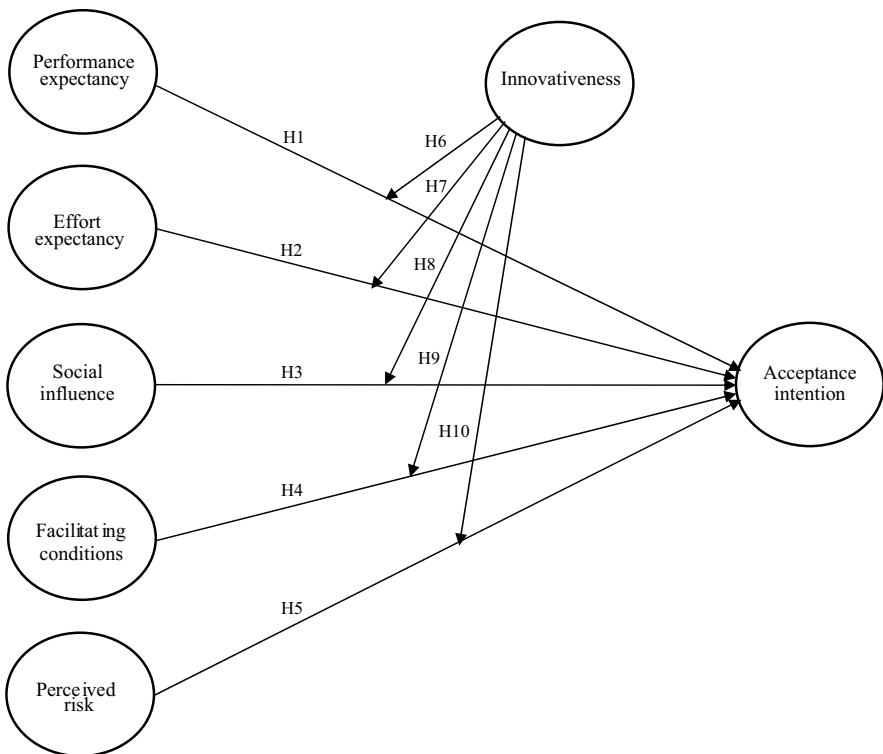 Performance
expectancy
Innovativeness
H1
H6
H7
Effort
expectancy
H2
H8
Social
influence
H3
H9
Acceptance
intention
H10
H4
Facilitating
conditions
H5
Perceived
risk